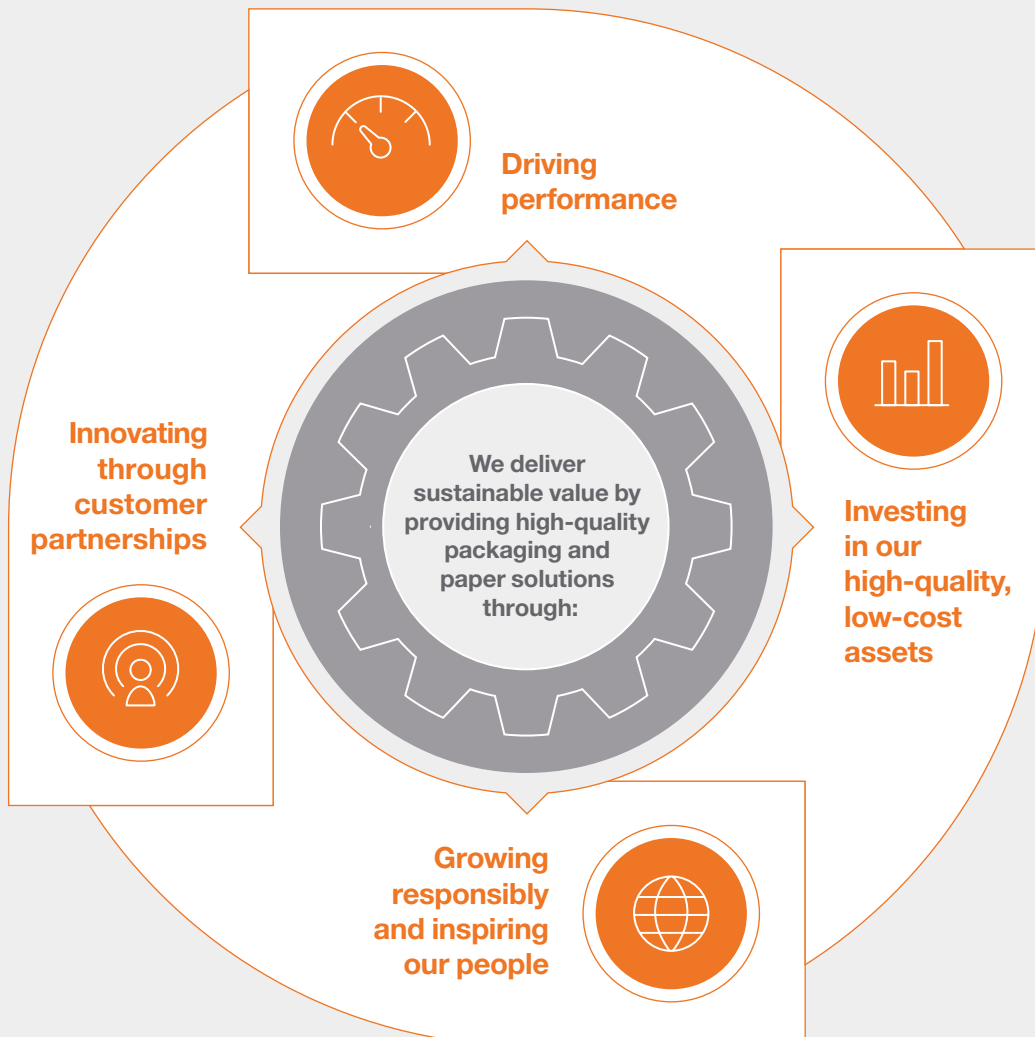 Driving
performance
We deliver
sustainable value by
providing high-quality
packaging and
paper solutions
through:
Investing
in our
high-quality,
low-cost
assets
Growing
responsibly
and inspiring
our people
Innovating
through
customer
partnerships